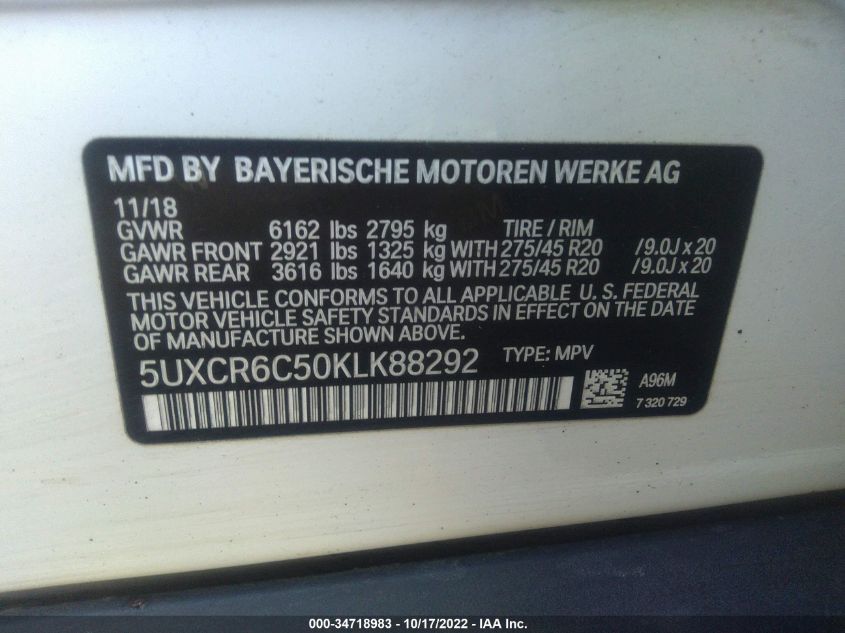 MFD BY BAYERISCHE MOTOREN WERKE AG
11/18
GVWR 6162 lbs 2795 kg TIRE / RIM
GAWR FRONT 2921 lbs 1325 kg WITH 275/45 R20 /9.0J x 20
GAWR REAR 3616 lbs 1640 kg WITH 275/45 R20 /9.0J x 20
THIS VEHICLE CONFORMS TO ALL APPLICABLE U. S. FEDERAL
MOTOR VEHICLE SAFETY STANDARDS IN EFFECT ON THE DATE
OF MANUFACTURE SHOWN ABOVE.
5UXCR6C50KLK88292 TYPE: MPV
A96M
7 320 729
000-34718983 - 10/17/2022 - IAA Inc.